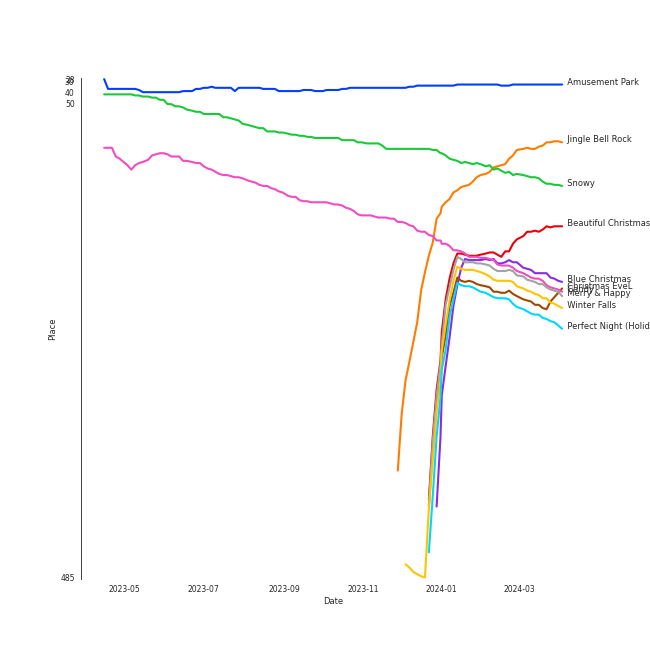 28
30
40
50
485
Place
2023-05
2023-07
2023-09
2023-11
2024-01
2024-03
Date
Amusement Park
Jingle Bell Rock
Snowy
Beautiful Christmas
Blue Christmas
Christmas EveL
Merry & Happy
Winter Falls
Perfect Night (Holid